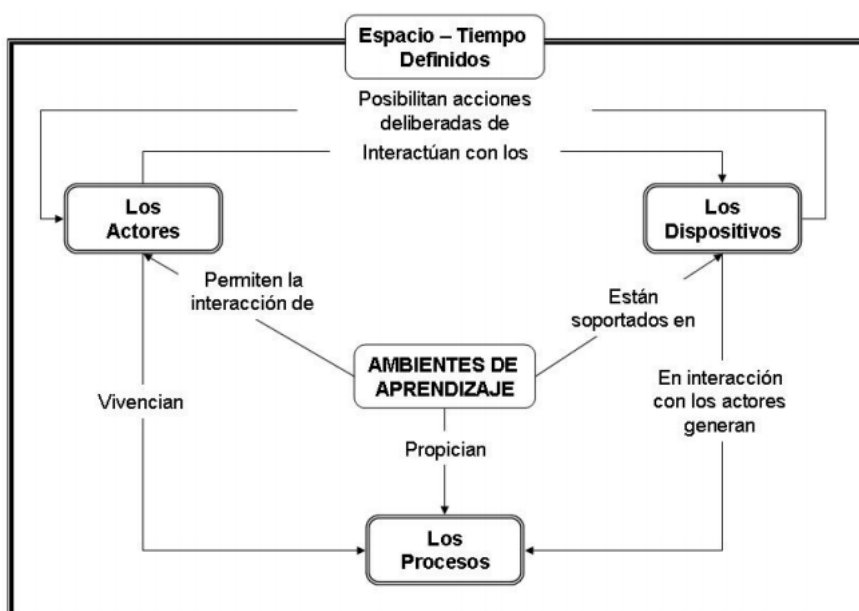 Espacio – Tiempo
Definidos
Posibilitan acciones
deliberadas de
Interactúan con los
Los
Actores
Los
Dispositivos
Permiten la
interacción de
Están
soportados en
AMBIENTES DE
APRENDIZAJE
Vivencian
En interacción
con los actores
generan
Propician
Los
Procesos